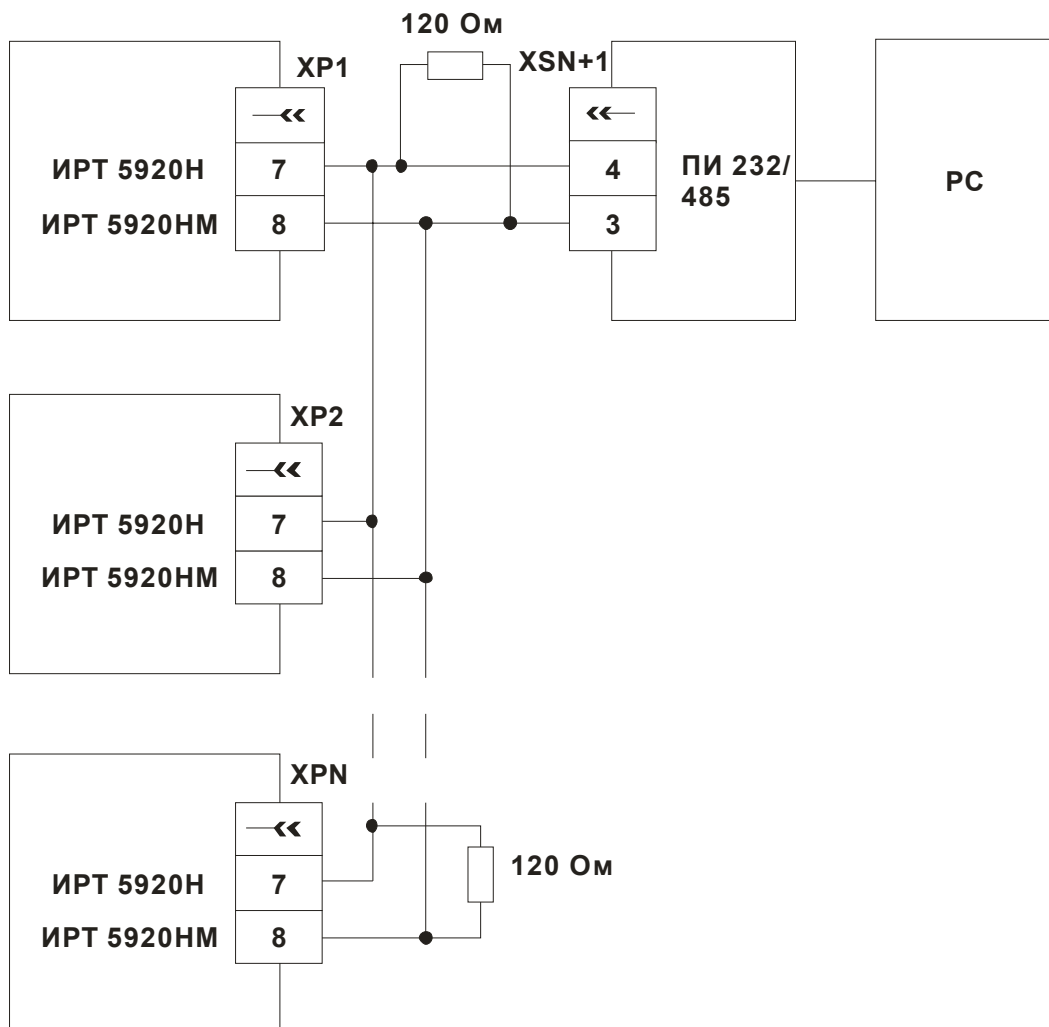 120 Ом
XP1
XSN+1
ИРТ 5920Н
7
4
ПИ 232/
485
PC
ИРТ 5920НМ
8
3
XP2
ИРТ 5920Н
7
ИРТ 5920НМ
8
XPN
120 Ом
ИРТ 5920Н
7
ИРТ 5920НМ
8